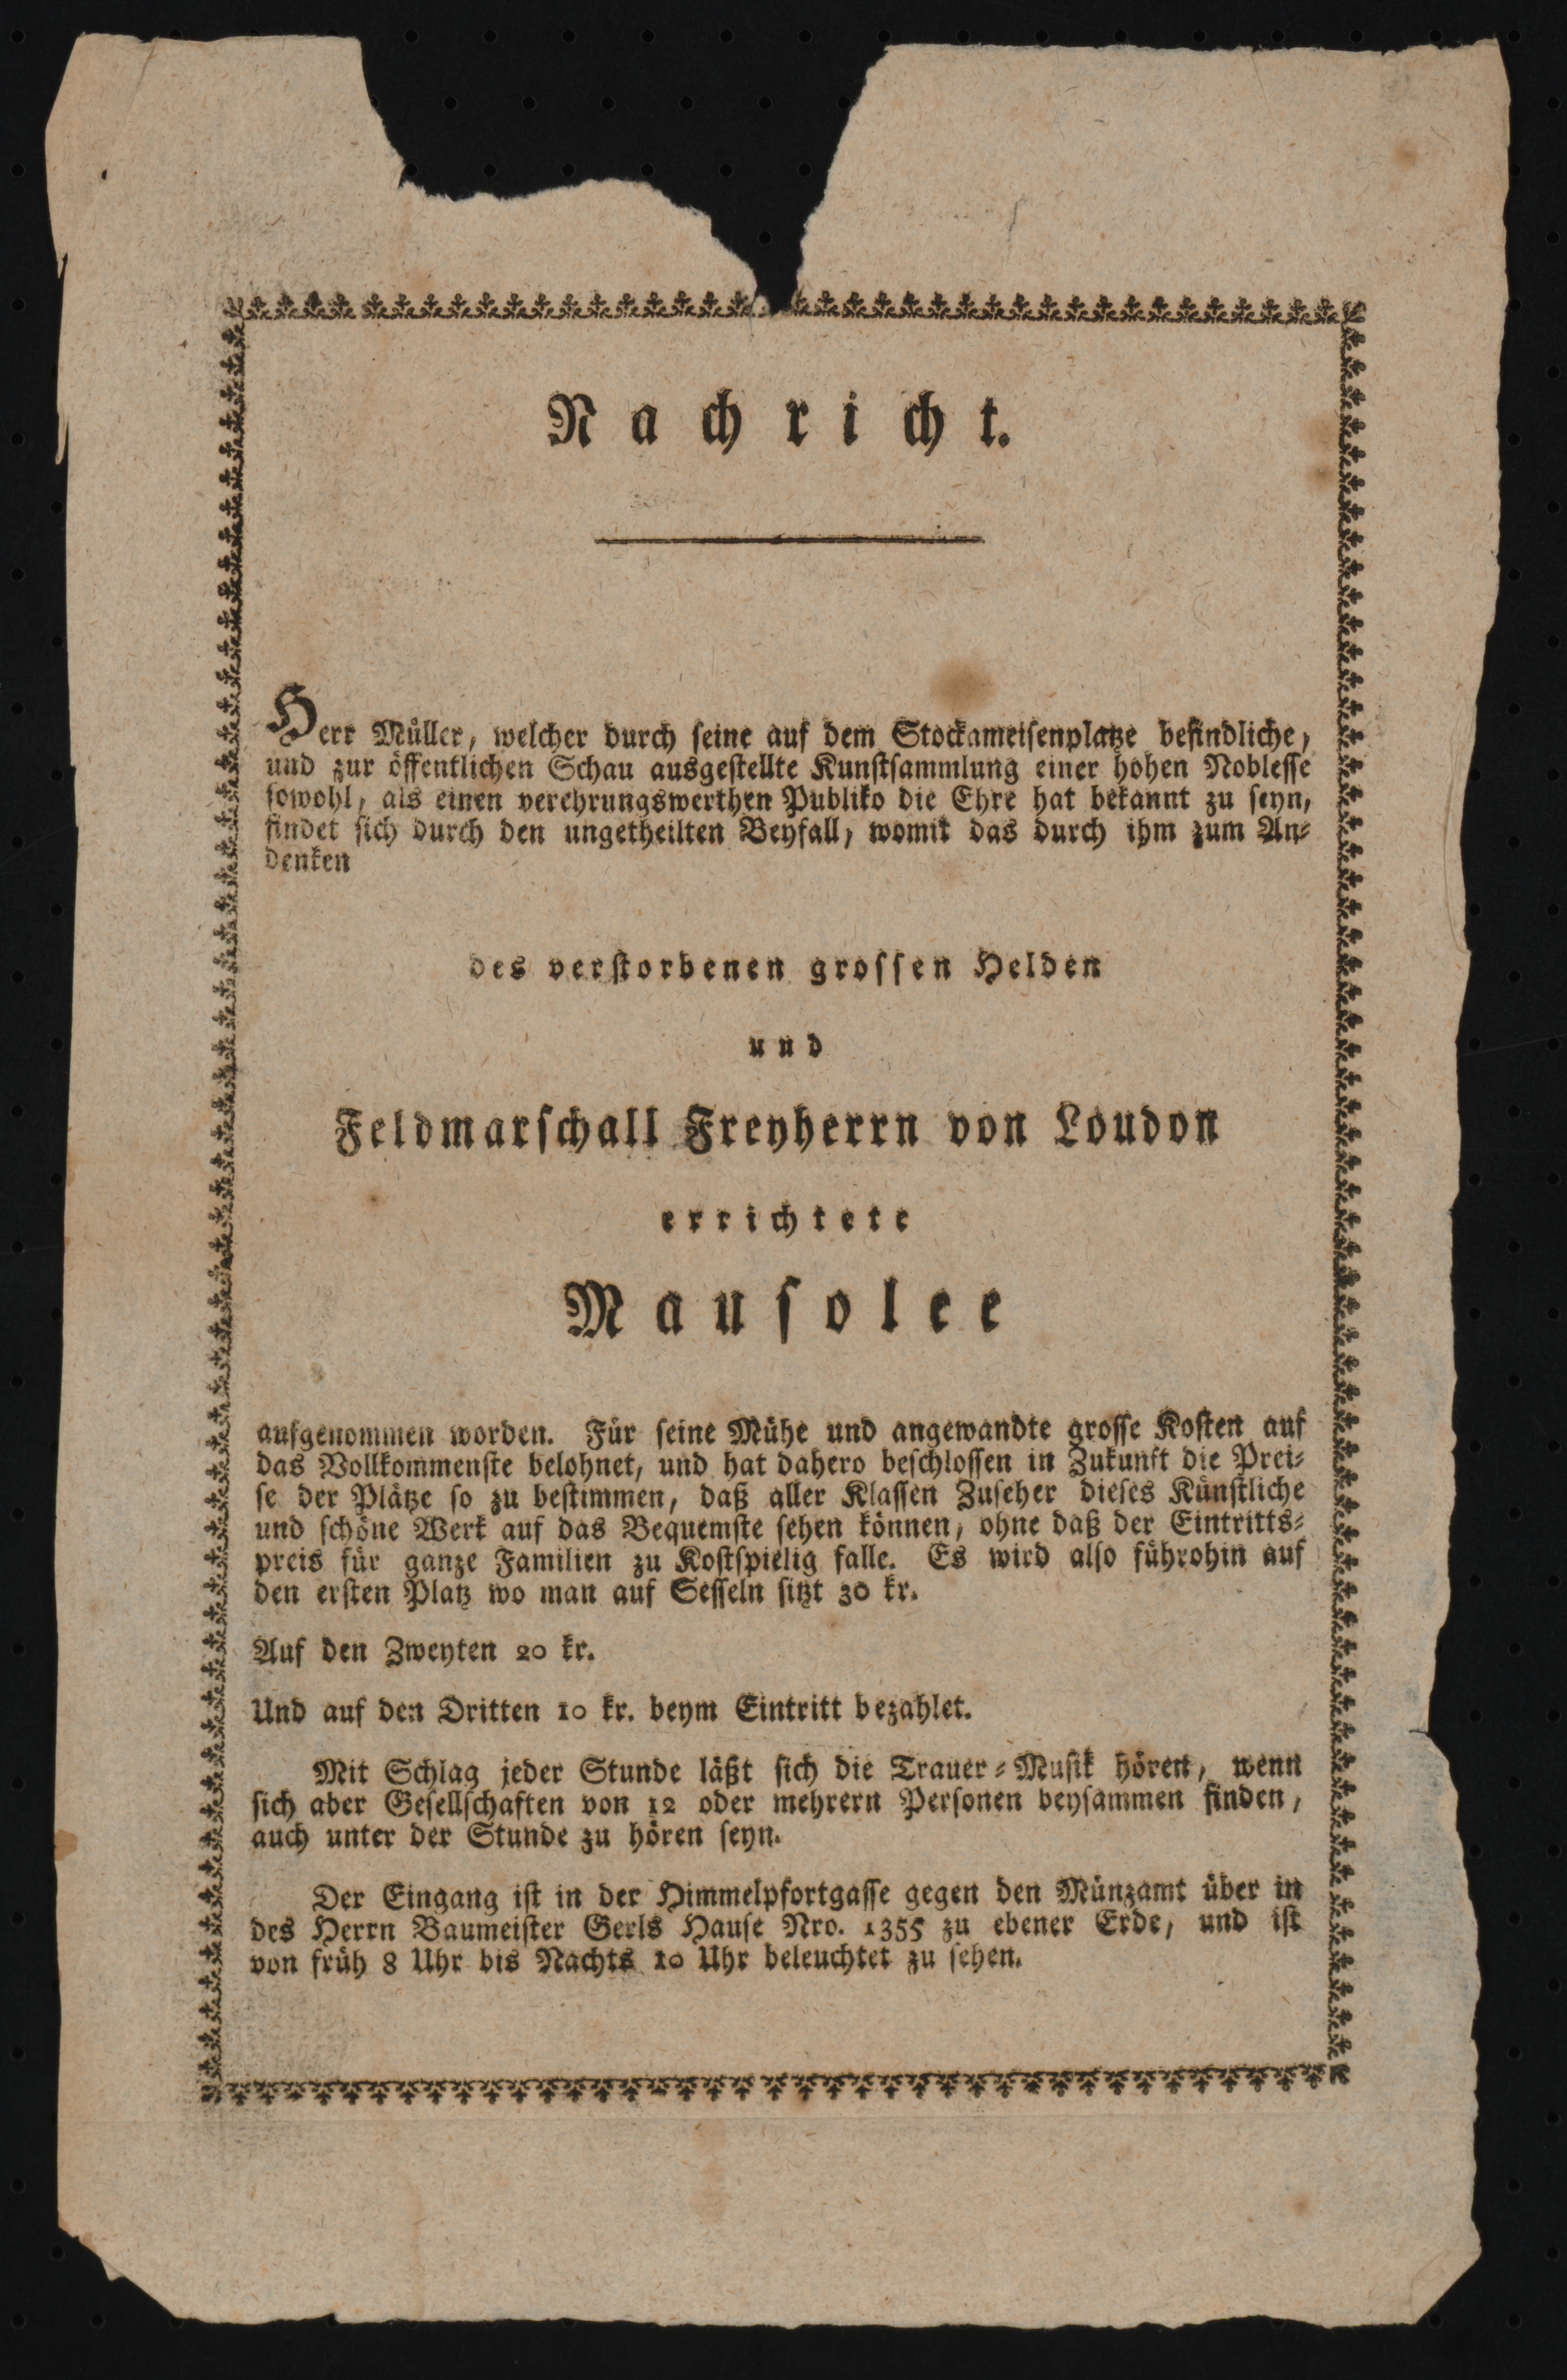 Nachricht.
Herr Müller, welcher durch seine auf dem Stockameisenplatze befindliche,
und zur öffentlichen Schau ausgestellte Kunstsammlung einer hohen Noblesse
sowohl, als einen verehrungswerthen Publiko die Ehre hat bekannt zu seyn,
findet sich durch den ungetheilten Beyfall, womit das durch ihm zum An-
denken
des verstorbenen grossen Helden
und
Feldmarschall Freyherrn von Loudon
errichtete
Mausolee
aufgenommen worden. Für seine Mühe und angewandte grosse Kosten auf
das Vollkommenste belohnet, und hat dahero beschlossen in Zukunft die Prei-
se der Plätze so zu bestimmen, daß aller Klassen Zuseher dieses Künstliche
und schöne Werk auf das Bequemste sehen können, ohne daß der Eintritts-
preis für ganze Familien zu Kostspielig falle. Es wird also führohin auf
den ersten Platz wo man auf Sesseln sitzt 30 kr.
Auf den Zweyten 20 kr.
Und auf den Dritten 10 kr. beym Eintritt bezahlet.
Mit Schlag jeder Stunde läßt sich die Trauer-Musik hören, wenn
sich aber Gesellschaften von 12 oder mehrern Personen beysammen finden,
auch unter der Stunde zu hören seyn.
Der Eingang ist in der Himmelpfortgasse gegen den Münzamt über in
des Herrn Baumeister Gerls Hause Nro. 1355 zu ebener Erde, und ist
von früh 8 Uhr bis Nachts 10 Uhr beleuchtet zu sehen.